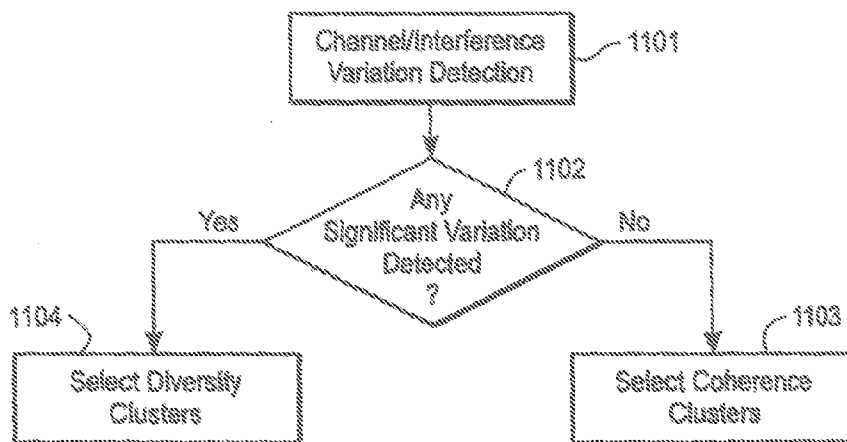 Channel/Interference
Variation Detection
1101
1102
Any
Significant Variation
Detected
?
Yes
No
1104
Select Diversity
Clusters
1103
Select Coherence
Clusters